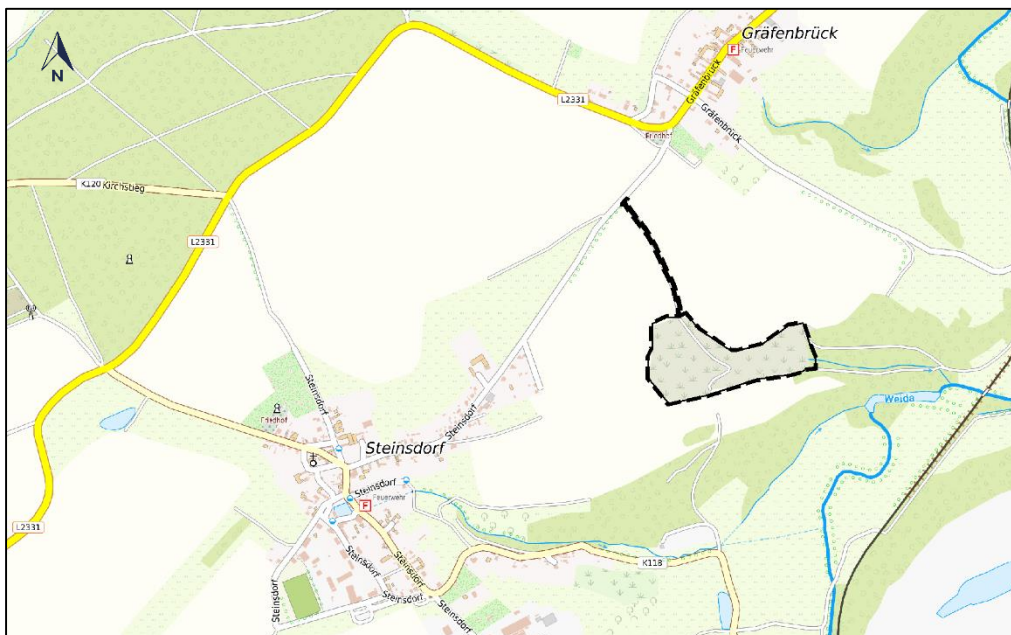 Gräfenbrück
F
Feuerwehr
N
L2331
Gräfenbrück
Gräfenbrück
Friedhof
K120
Kirchstieg
L2331
Steinsdorf
Steinsdorf
Weida
Friedhof
Steinsdorf
Steinsdorf
Feuerwehr
F
L2331
Steinsdorf
Steinsdorf
K118
Steinsdorf
Steinsdorf
Steinsdorf